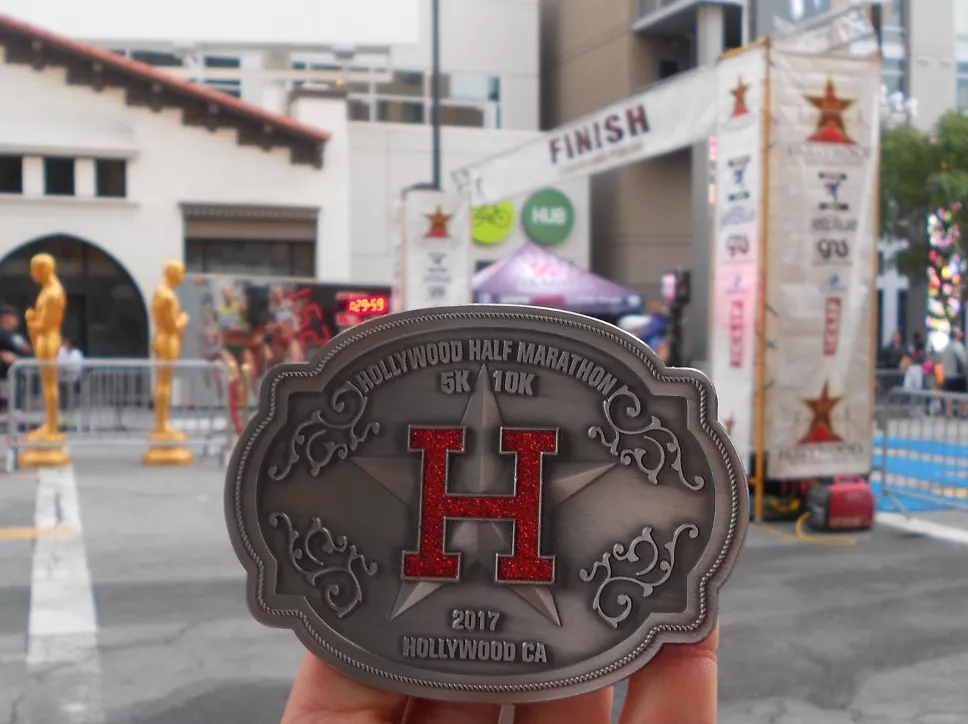 FINISH
HUB
1:29:59
HOLLYWOOD HALF MARATHON
5K 10K
H
2017
HOLLYWOOD CA